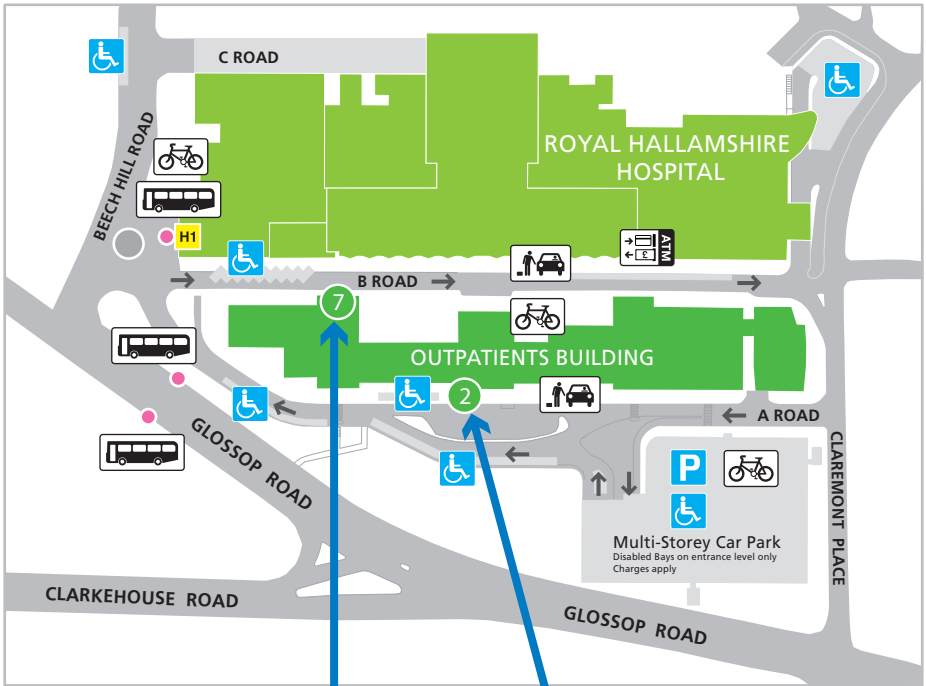 C ROAD
ROYAL HALLAMSHIRE
HOSPITAL
BEECH HILL ROAD
H1
ATM
£
B ROAD
7
OUTPATIENTS BUILDING
2
A ROAD
GLOSSOP ROAD
CLAREMONT PLACE
P
Multi-Storey Car Park
Disabled Bays on entrance level only
Charges apply
CLARKEHOUSE ROAD
GLOSSOP ROAD